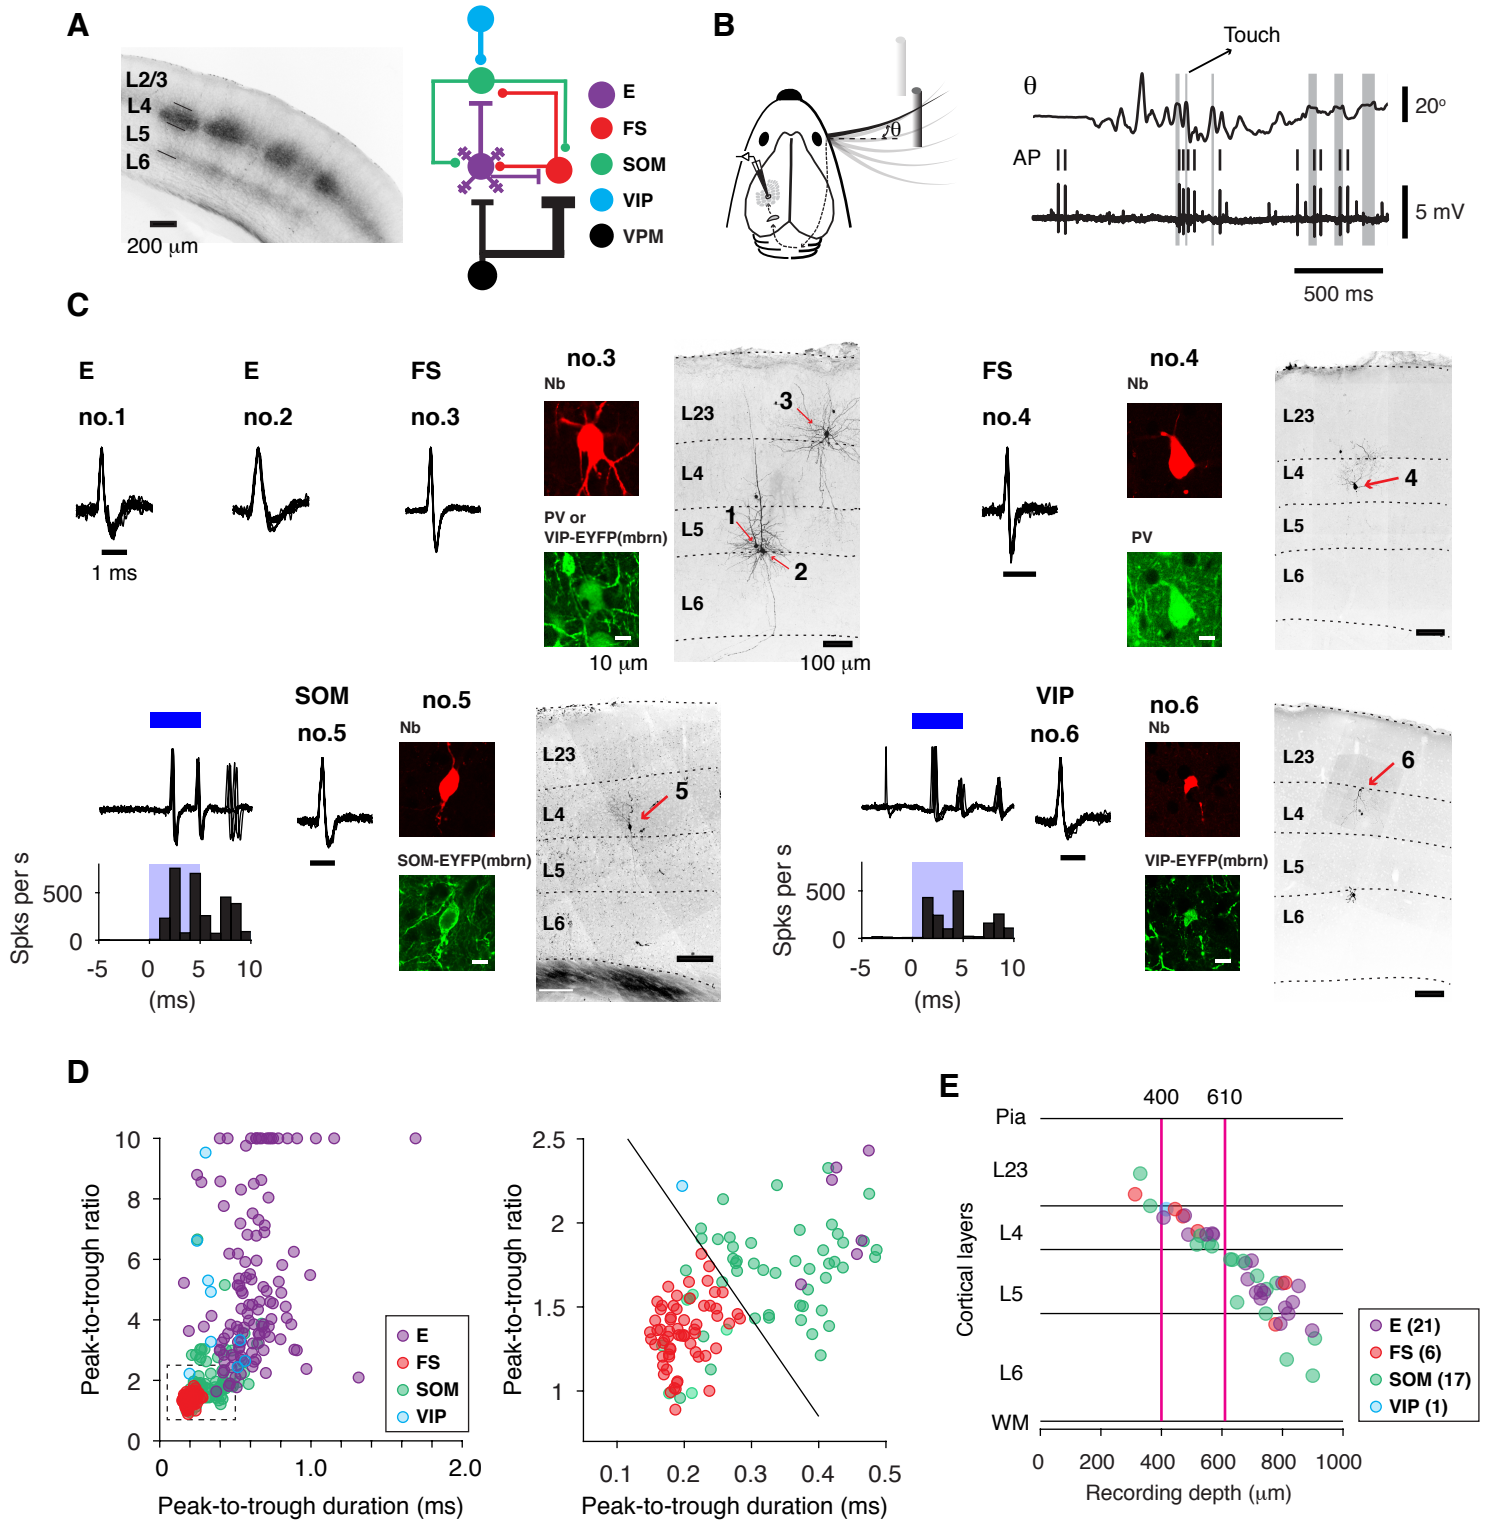 A
L2/3
L4
L5
L6
200 μm
E
FS
SOM
VIP
VPM
B
θ
Touch
θ
20°
AP
5 mV
500 ms
C
E
no.1
1 ms
E
no.2
FS
no.3
no.3
Nb
PV or
VIP-EYFP(mbrn)
10 μm
L23
L4
L5
L6
3
1
2
100 μm
FS
no.4
no.4
Nb
PV
L23
L4
L5
L6
4
SOM
no.5
no.5
Nb
SOM-EYFP(mbrn)
L23
L4
L5
L6
5
Spks per s
500
0
-5 0 5 10
(ms)
VIP
no.6
no.6
Nb
VIP-EYFP(mbrn)
L23
L4
L5
L6
6
Spks per s
500
0
-5 0 5 10
(ms)
D
Peak-to-trough ratio
10
8
6
4
2
0
0 1.0 2.0
Peak-to-trough duration (ms)
E
FS
SOM
VIP
Peak-to-trough ratio
2.5
2
1.5
1
0.1 0.2 0.3 0.4 0.5
Peak-to-trough duration (ms)
E
400 610
Cortical layers
Pia
L23
L4
L5
L6
WM
0 200 400 600 800 1000
Recording depth (μm)
E (21)
FS (6)
SOM (17)
VIP (1)